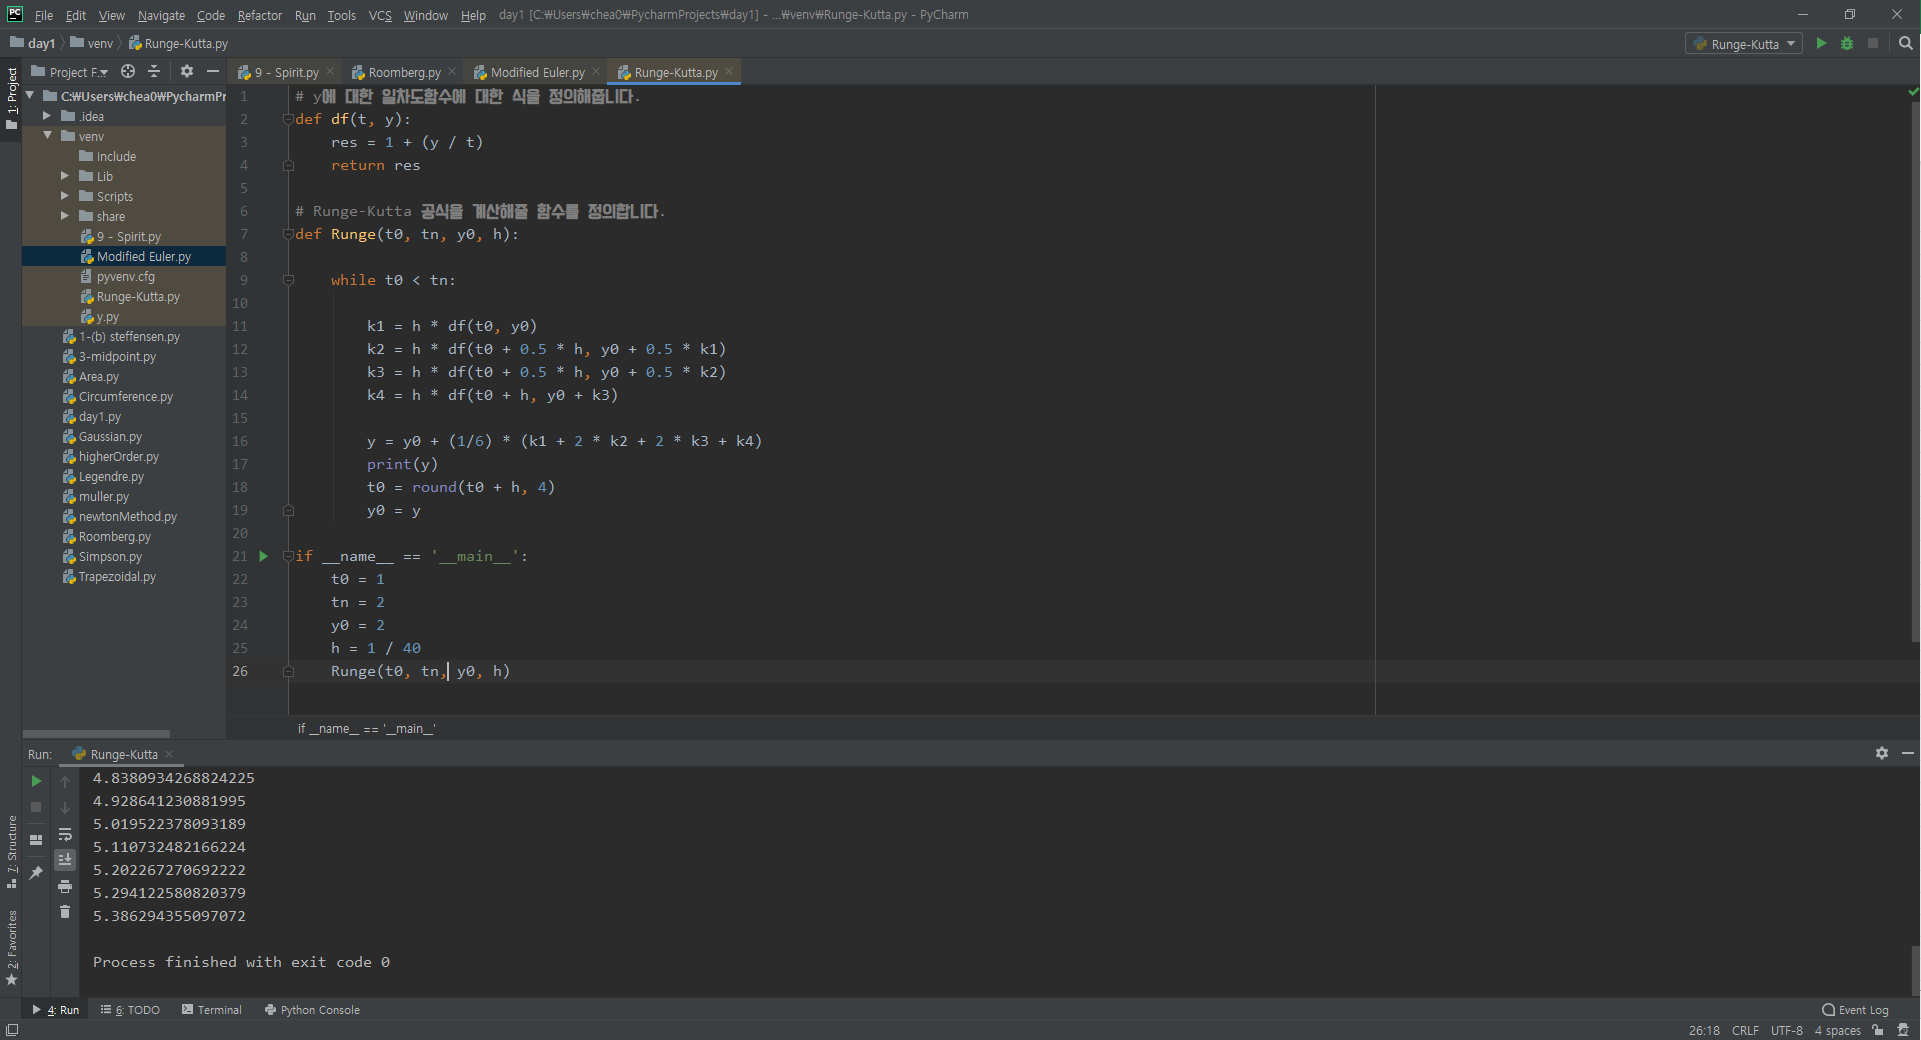 PC File Edit View Navigate Code Refactor Run Tools VCS Window Help day1 [C:₩Users₩chea0₩PycharmProjects₩day1] - ...₩venv₩Runge-Kutta.py - PyCharm
day1 venv Runge-Kutta.py Runge-Kutta
1: Project
Project F... 9 - Spirit.py Roomberg.py Modified Euler.py Runge-Kutta.py
C:₩Users₩chea0₩PycharmPr
.idea
venv
Include
Lib
Scripts
share
9 - Spirit.py
Modified Euler.py
pyvenv.cfg
Runge-Kutta.py
y.py
1-(b) steffensen.py
3-midpoint.py
Area.py
Circumference.py
day1.py
Gaussian.py
higherOrder.py
Legendre.py
muller.py
newtonMethod.py
Roomberg.py
Simpson.py
Trapezoidal.py
1 # y에 대한 일차도함수에 대한 식을 정의해줍니다.
2 def df(t, y):
3 res = 1 + (y / t)
4 return res
5
6 # Runge-Kutta 공식을 계산해줄 함수를 정의합니다.
7 def Runge(t0, tn, y0, h):
8
9 while t0 < tn:
10
11 k1 = h * df(t0, y0)
12 k2 = h * df(t0 + 0.5 * h, y0 + 0.5 * k1)
13 k3 = h * df(t0 + 0.5 * h, y0 + 0.5 * k2)
14 k4 = h * df(t0 + h, y0 + k3)
15
16 y = y0 + (1/6) * (k1 + 2 * k2 + 2 * k3 + k4)
17 print(y)
18 t0 = round(t0 + h, 4)
19 y0 = y
20
21 if __name__ == '__main__':
22 t0 = 1
23 tn = 2
24 y0 = 2
25 h = 1 / 40
26 Runge(t0, tn, y0, h)
if __name__ == '__main__'
Run: Runge-Kutta
4.8380934268824225
4.928641230881995
5.019522378093189
5.110732482166224
5.202267270692222
5.294122580820379
5.386294355097072
Process finished with exit code 0
7: Structure
2: Favorites
4: Run 6: TODO Terminal Python Console Event Log
26:18 CRLF UTF-8 4 spaces